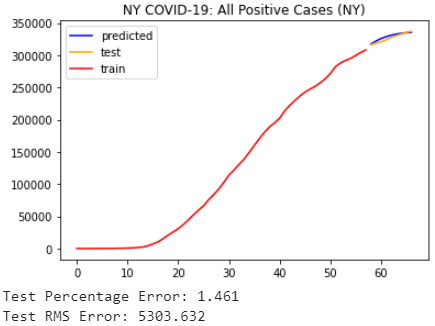 NY COVID-19: All Positive Cases (NY)
350000
300000
250000
200000
150000
100000
50000
0
predicted
test
train
0 10 20 30 40 50 60
Test Percentage Error: 1.461
Test RMS Error: 5303.632